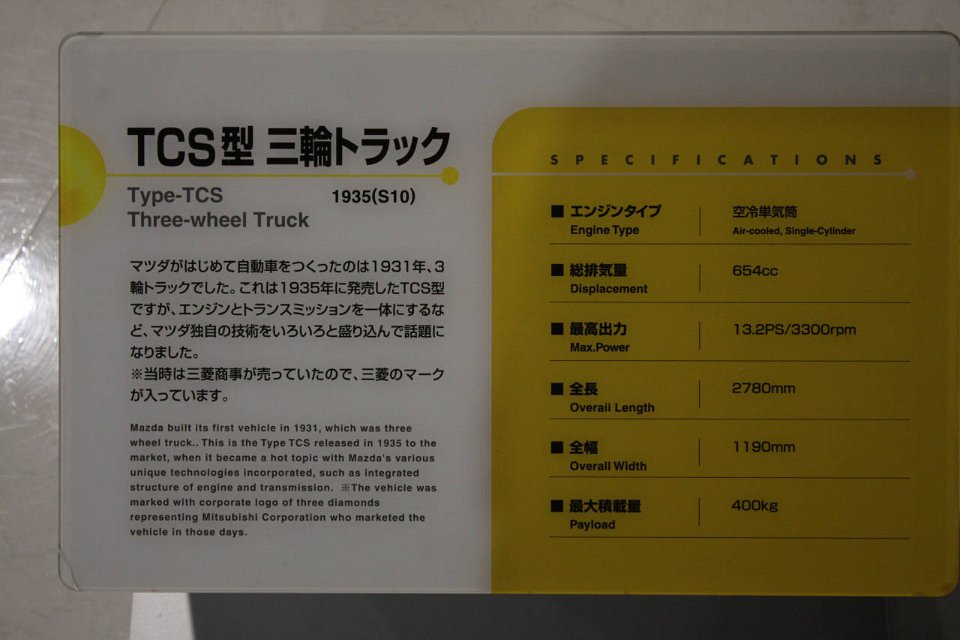 TCS型 三輪トラック
Type-TCS 1935(S10)
Three-wheel Truck
マツダがはじめて自動車をつくったのは1931年、3
輪トラックでした。これは1935年に発売したTCS型
ですが、エンジンとトランスミッションを一体にするな
ど、マツダ独自の技術をいろいろと盛り込んで話題に
なりました。
※当時は三菱商事が売っていたので、三菱のマーク
が入っています。
Mazda built its first vehicle in 1931, which was three
wheel truck.. This is the Type TCS released in 1935 to the
market, when it became a hot topic with Mazda's various
unique technologies incorporated, such as integrated
structure of engine and transmission. ※The vehicle was
marked with corporate logo of three diamonds
representing Mitsubishi Corporation who marketed the
vehicle in those days.
SPECIFICATIONS
■ エンジンタイプ 空冷単気筒
Engine Type Air-cooled, Single-Cylinder
■ 総排気量 654cc
Displacement
■ 最高出力 13.2PS/3300rpm
Max.Power
■ 全長 2780mm
Overall Length
■ 全幅 1190mm
Overall Width
■ 最大積載量 400kg
Payload